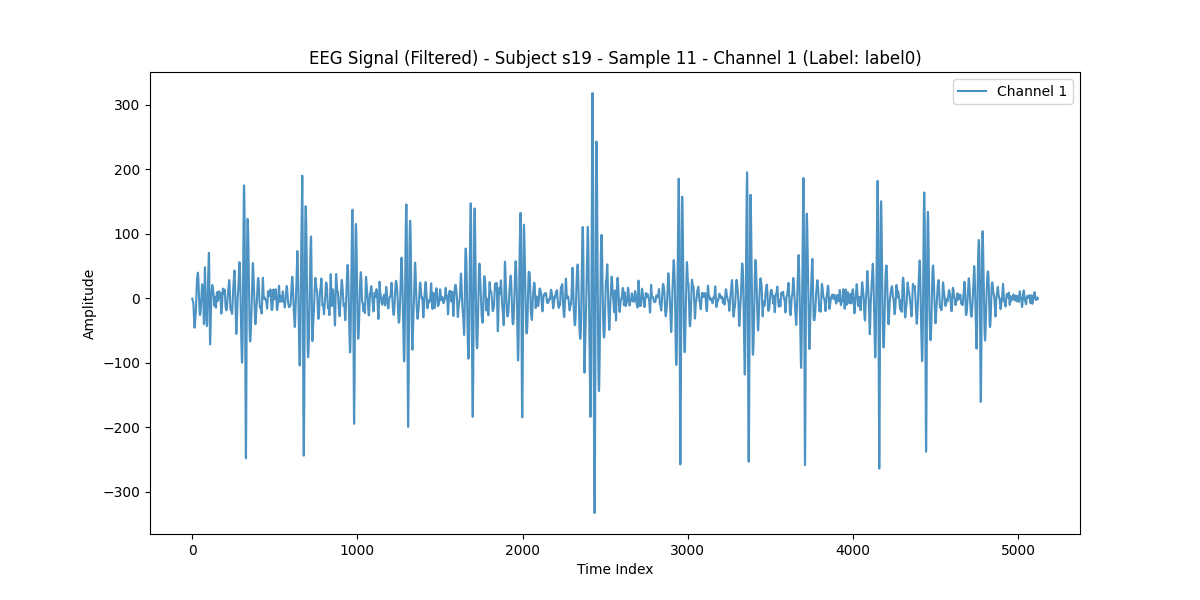 EEG Signal (Filtered) - Subject s19 - Sample 11 - Channel 1 (Label: label0)
Channel 1
300
200
100
0
−100
−200
−300
Amplitude
0 1000 2000 3000 4000 5000
Time Index